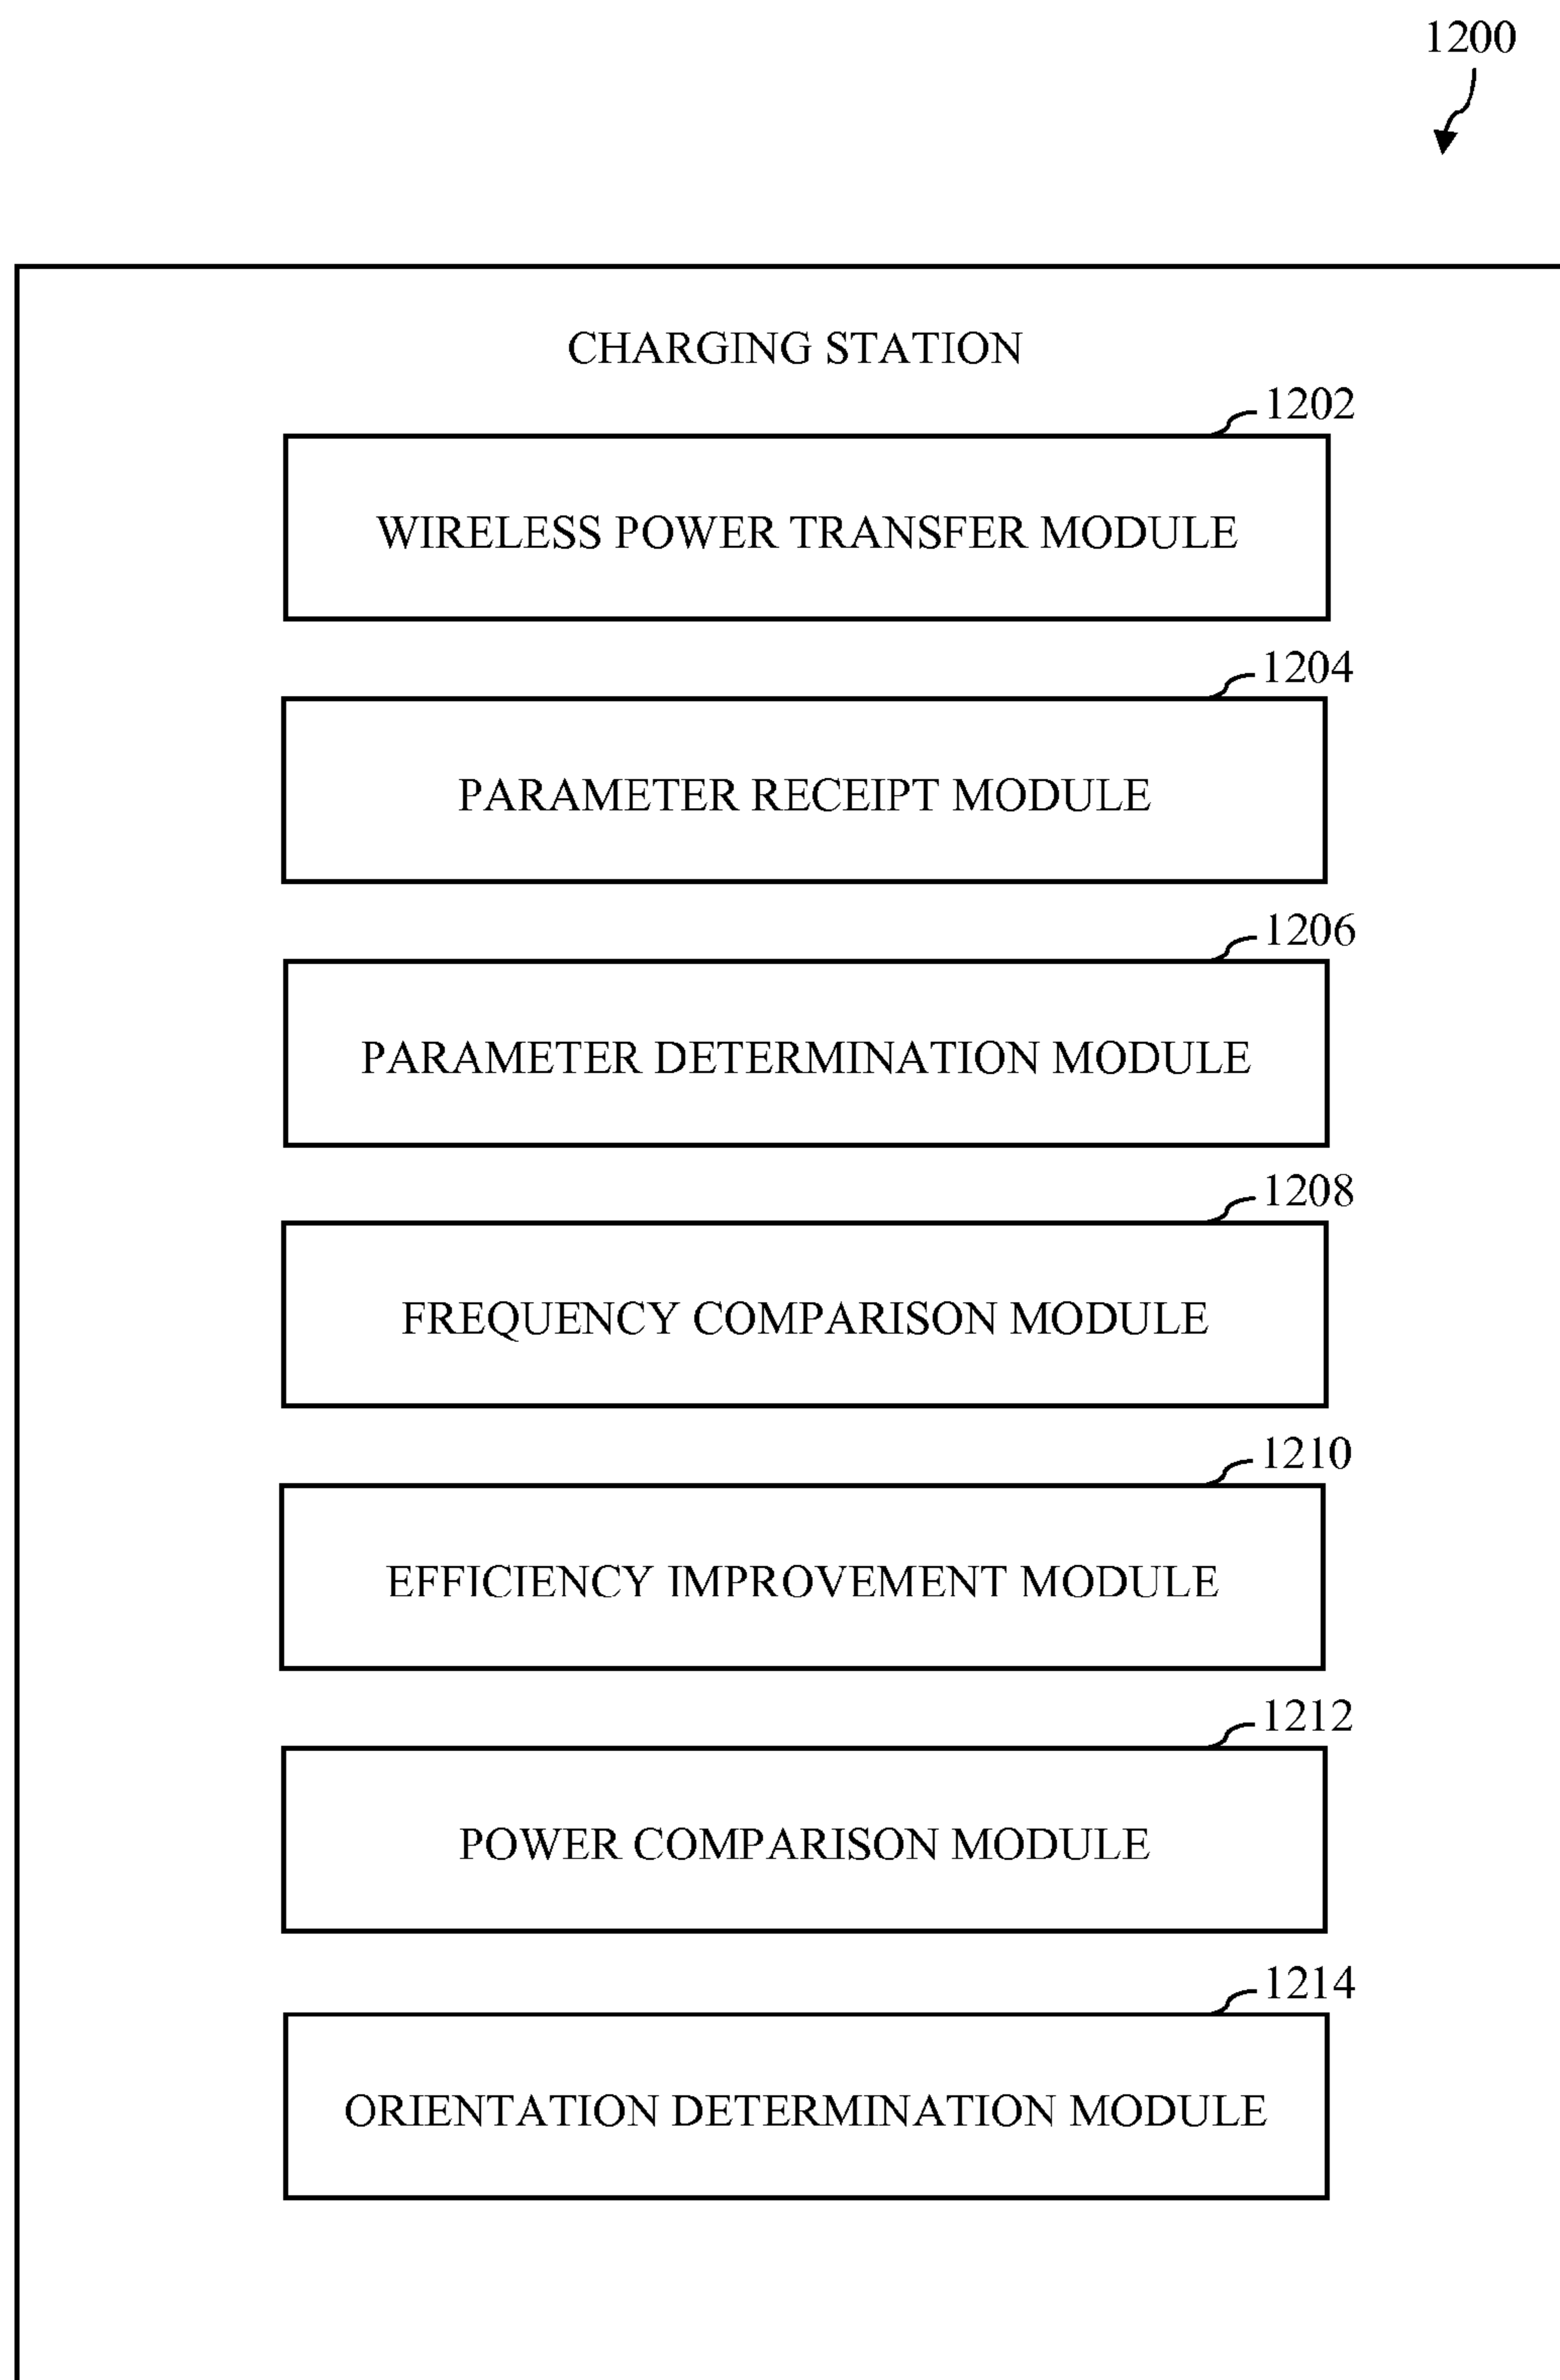 1200
CHARGING STATION
1202
WIRELESS POWER TRANSFER MODULE
1204
PARAMETER RECEIPT MODULE
1206
PARAMETER DETERMINATION MODULE
1208
FREQUENCY COMPARISON MODULE
1210
EFFICIENCY IMPROVEMENT MODULE
1212
POWER COMPARISON MODULE
1214
ORIENTATION DETERMINATION MODULE